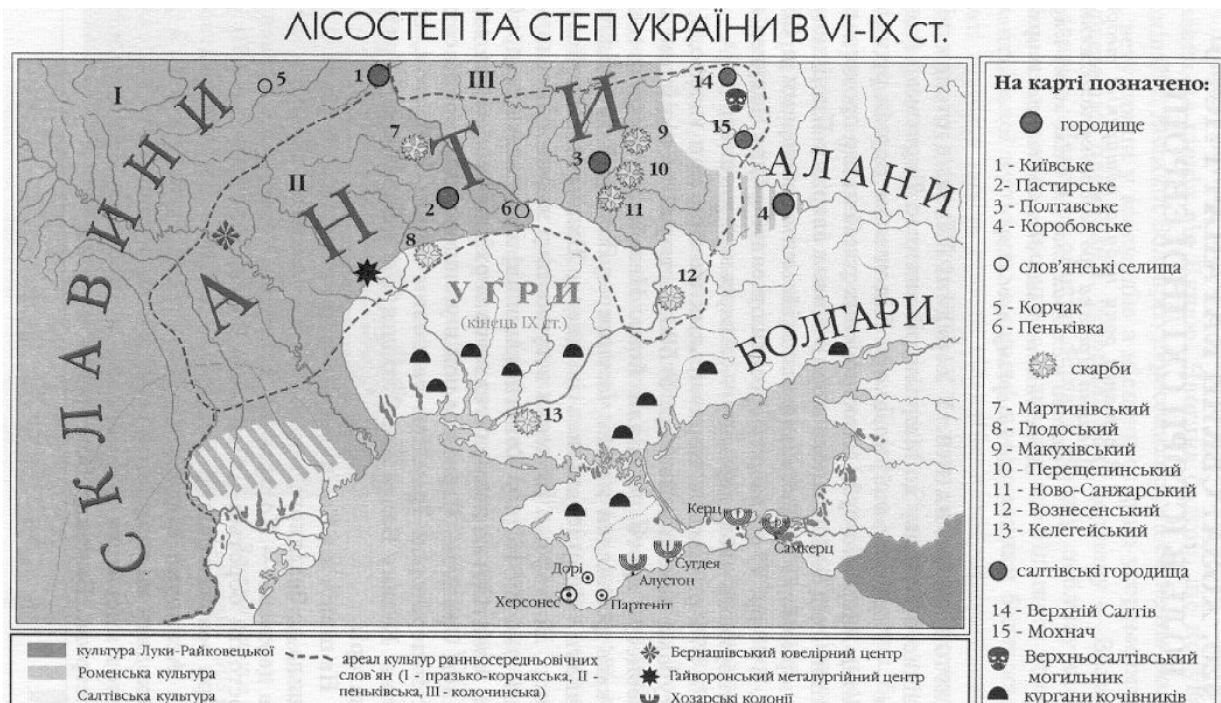 ЛІСОСТЕП ТА СТЕП УКРАЇНИ В VI-IX ст.
І
5
1
ІІІ
14
15
7
9
3
10
11
ІІ
2
6
4
8
12
13
СКЛАВИНИ
АНТИ
АЛАНИ
УГРИ
(кінець IX ст.)
БОЛГАРИ
Керц
Самкерц
Сугдея
Алустон
Дорі
Херсонес
Партеніт
На карті позначено:
городище
1 - Київське
2- Пастирське
3 - Полтавське
4 - Коробовське
слов'янські селища
5 - Корчак
6 - Пеньківка
скарби
7 - Мартинівський
8 - Глодоський
9 - Макухівський
10 - Перещепинський
11 - Ново-Санжарський
12 - Вознесенський
13 - Келегейський
салтівські городища
14 - Верхній Салтів
15 - Мохнач
Верхньосалтівський
могильник
кургани кочівників
культура Луки-Райковецької
Роменська культура
Салтівська культура
ареал культур ранньосередньовічних
слов`ян (І - празько-корчакська, ІІ -
пеньківська, ІІІ - колочинська)
Бернашівський ювелірний центр
Гайворонський металургійний центр
Хозарські колонії